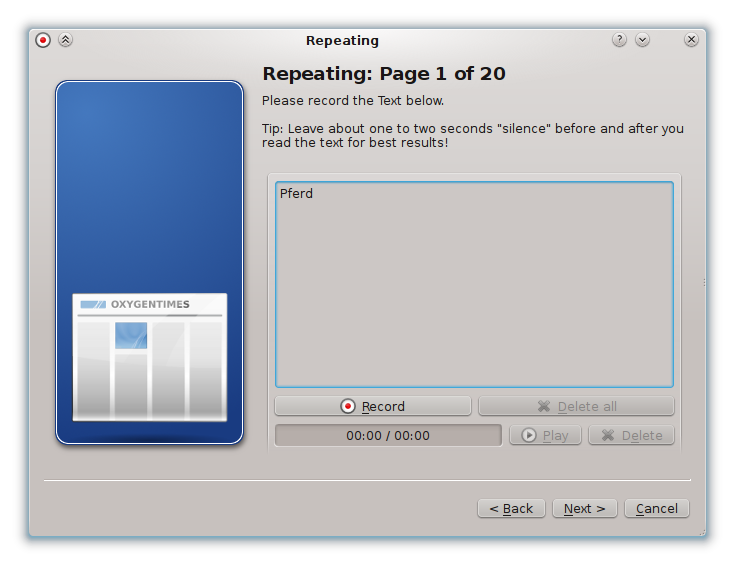 Repeating
?
Repeating: Page 1 of 20
Please record the Text below.
Tip: Leave about one to two seconds "silence" before and after you
read the text for best results!
Pferd
OXYGENTIMES
Record
Delete all
00:00 / 00:00
Play
Delete
< Back
Next >
Cancel